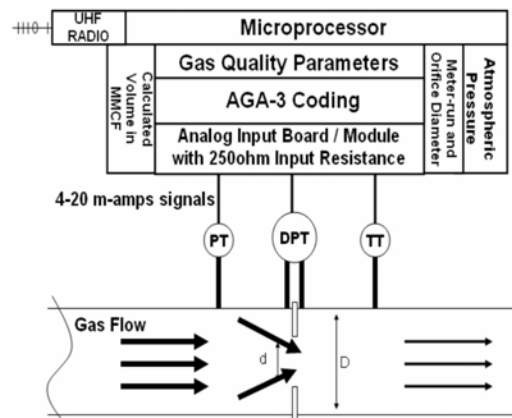 UHF
RADIO
Microprocessor
Calculated
Volume in
MMCF
Gas Quality Parameters
AGA-3 Coding
Analog Input Board / Module
with 250ohm Input Resistance
Meter-run and
Orifice Diameter
Atmospheric
Pressure
4-20 m-amps signals
PT
DPT
TT
Gas Flow
d
D